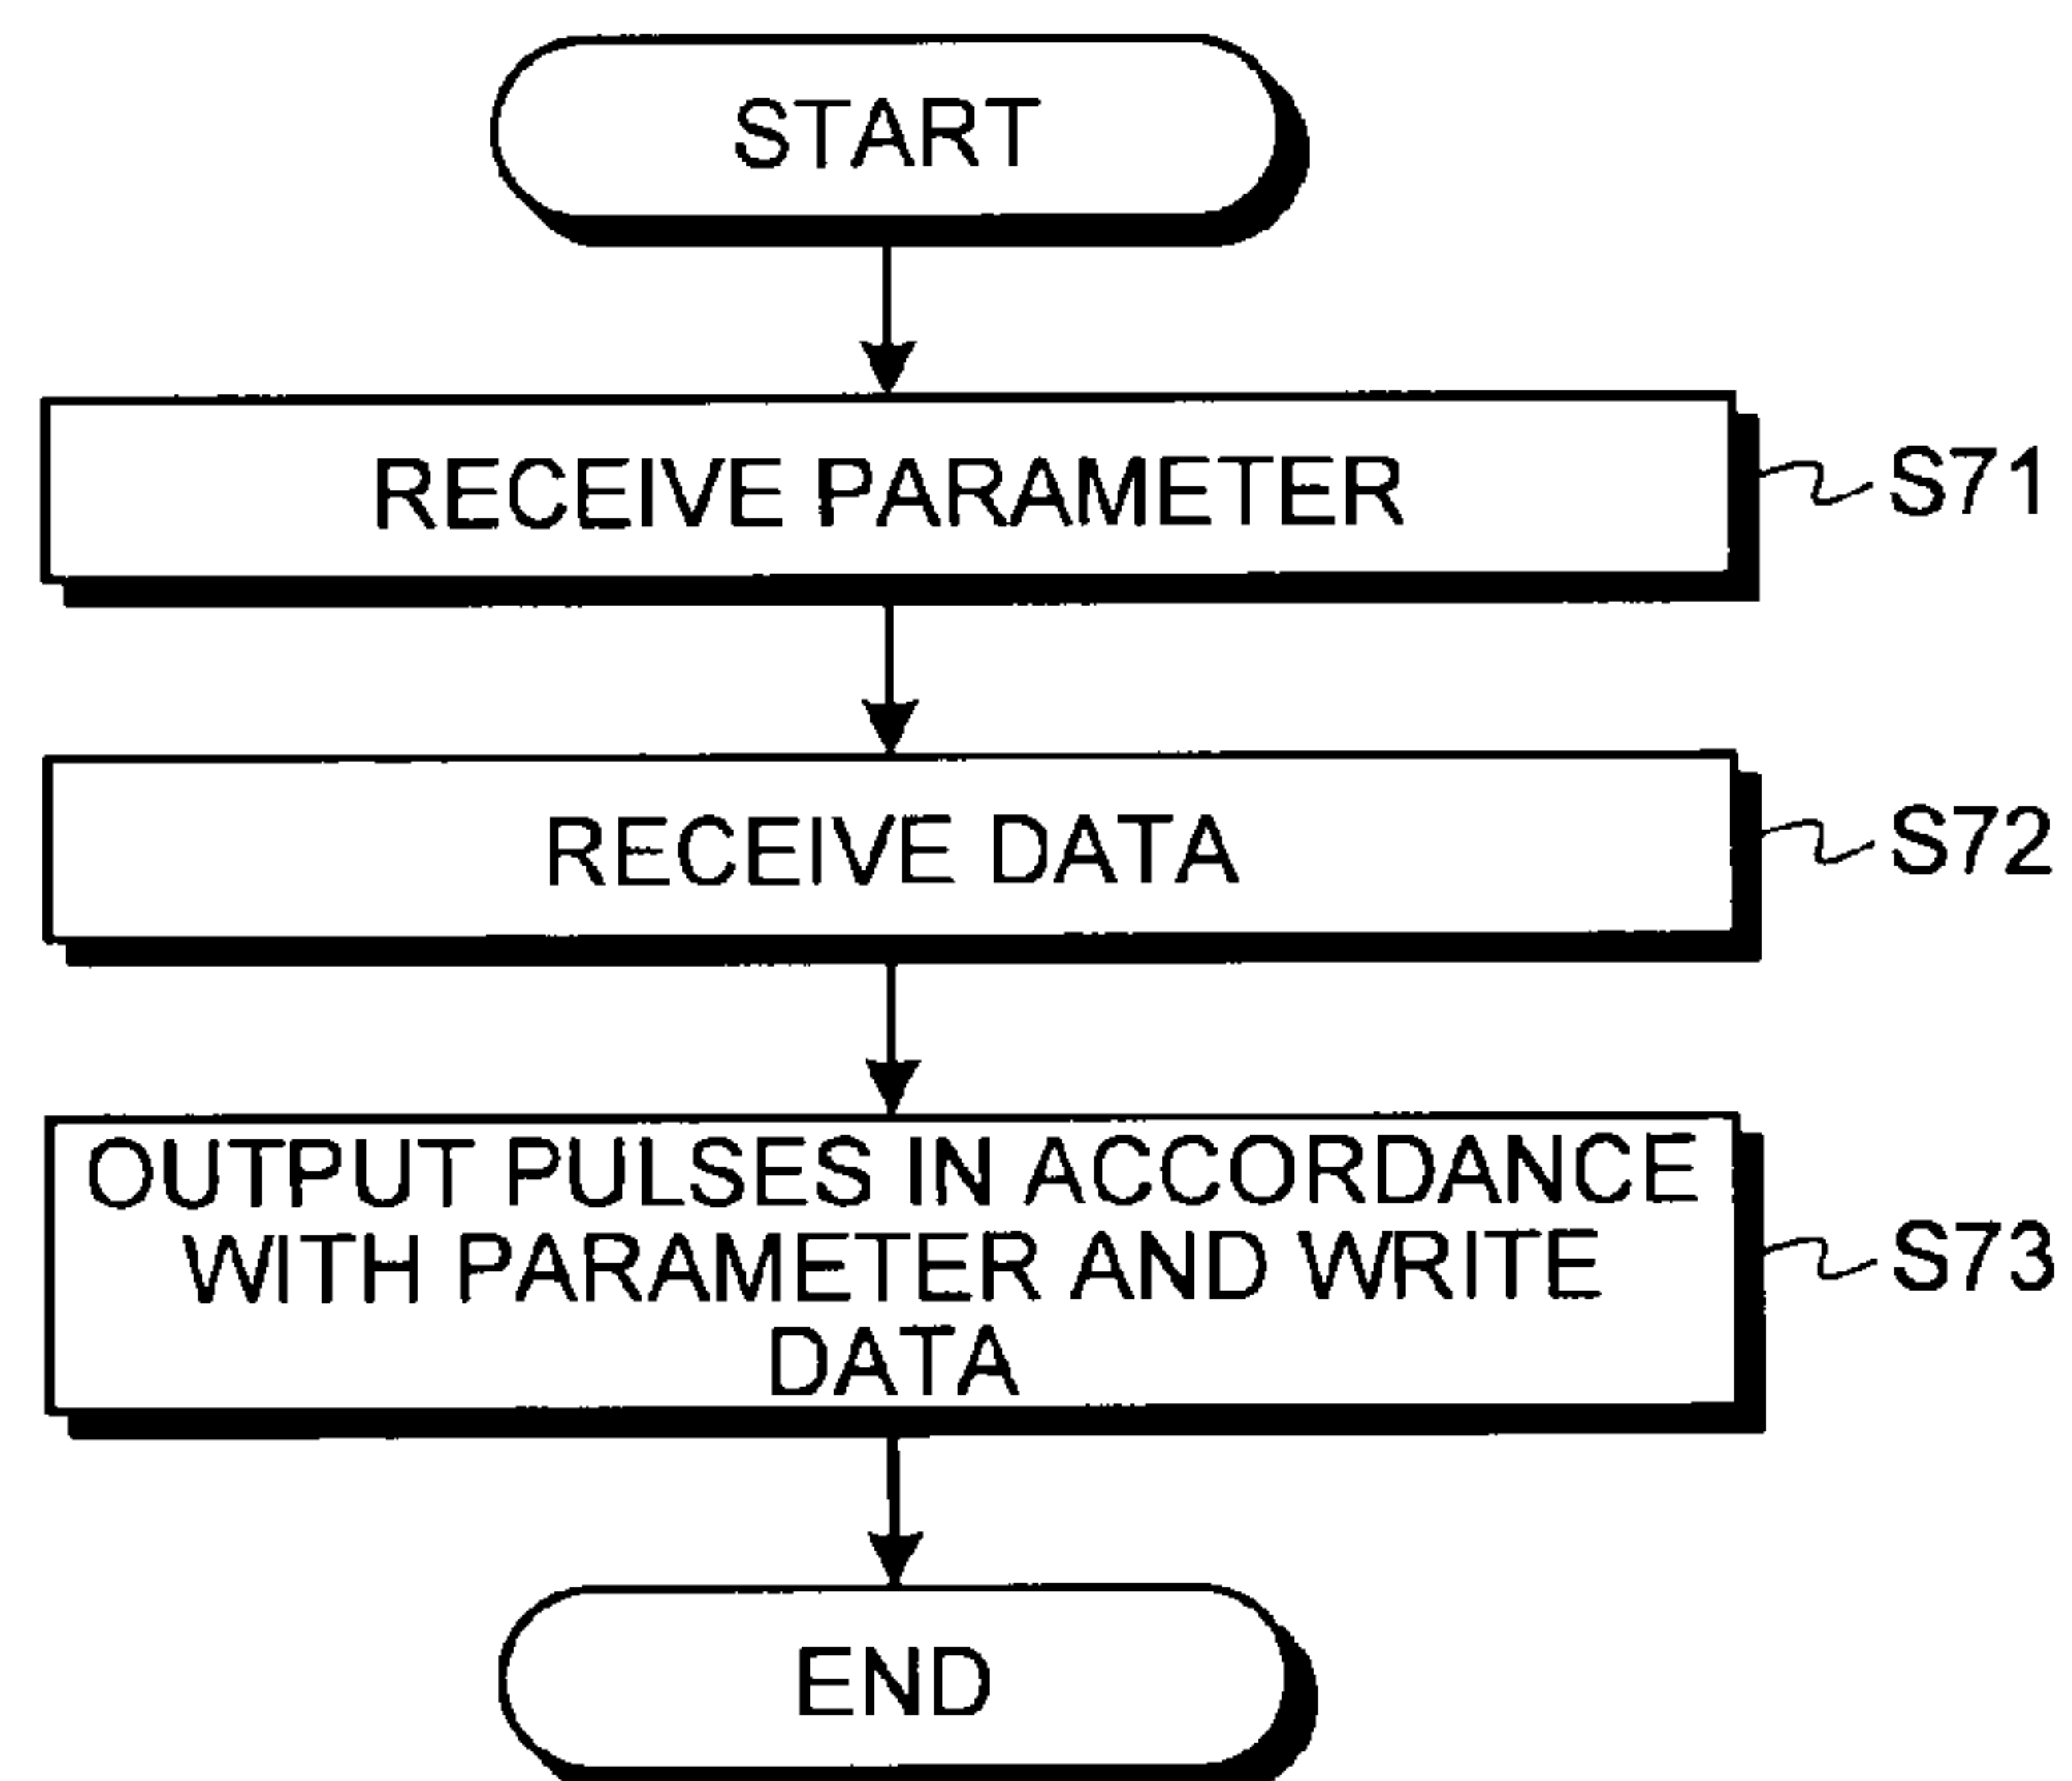 START
RECEIVE PARAMETER
S71
RECEIVE DATA
S72
OUTPUT PULSES IN ACCORDANCE
WITH PARAMETER AND WRITE
DATA
S73
END